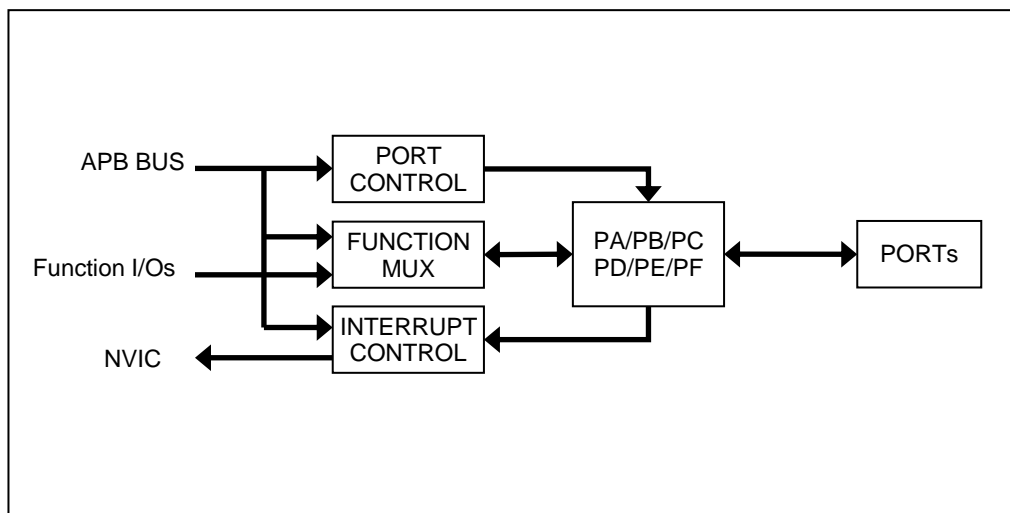 APB BUS
PORT
CONTROL
Function I/Os
FUNCTION
MUX
PA/PB/PC
PD/PE/PF
PORTs
NVIC
INTERRUPT
CONTROL